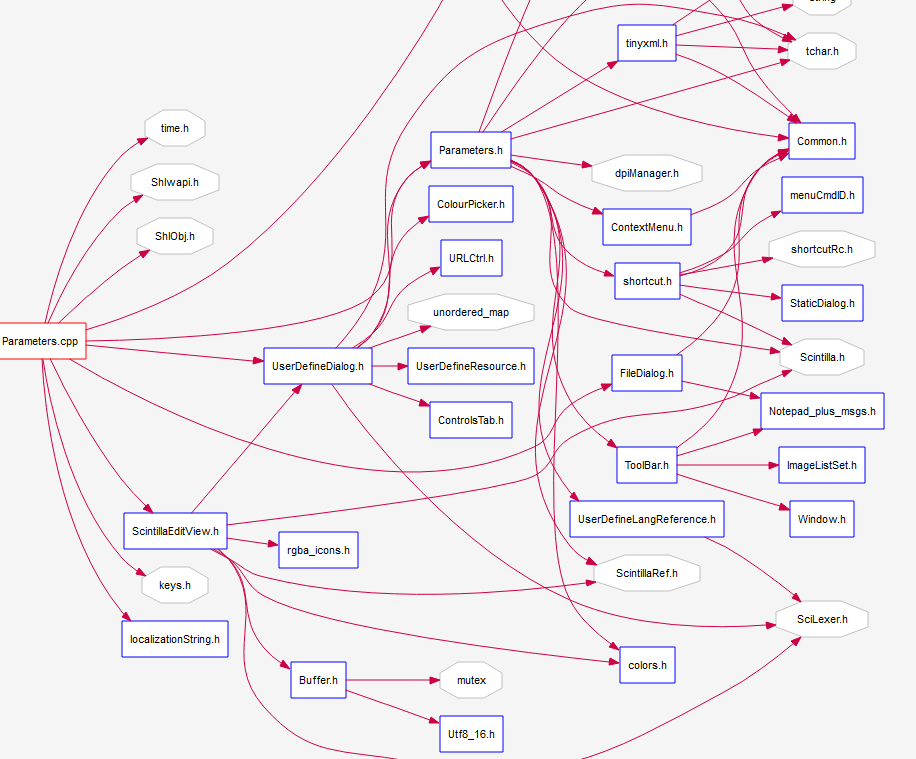 string
tinyxml.h
tchar.h
time.h
Common.h
Parameters.h
dpiManager.h
Shlwapi.h
menuCmdID.h
ColourPicker.h
ContextMenu.h
ShlObj.h
shortcutRc.h
URLCtrl.h
shortcut.h
StaticDialog.h
unordered_map
Parameters.cpp
Scintilla.h
UserDefineDialog.h
UserDefineResource.h
FileDialog.h
Notepad_plus_msgs.h
ControlsTab.h
ToolBar.h
ImageListSet.h
UserDefineLangReference.h
Window.h
ScintillaEditView.h
rgba_icons.h
ScintillaRef.h
keys.h
SciLexer.h
localizationString.h
colors.h
Buffer.h
mutex
Utf8_16.h